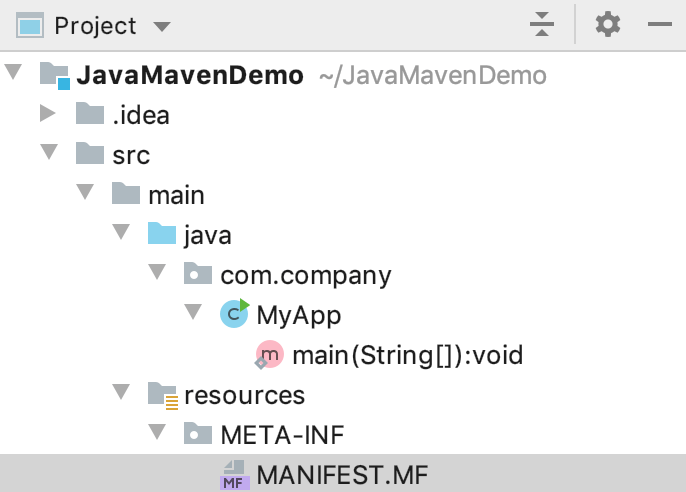 Project
JavaMavenDemo ~/JavaMavenDemo
.idea
src
main
java
com.company
C MyApp
m main(String[]):void
resources
META-INF
MF MANIFEST.MF